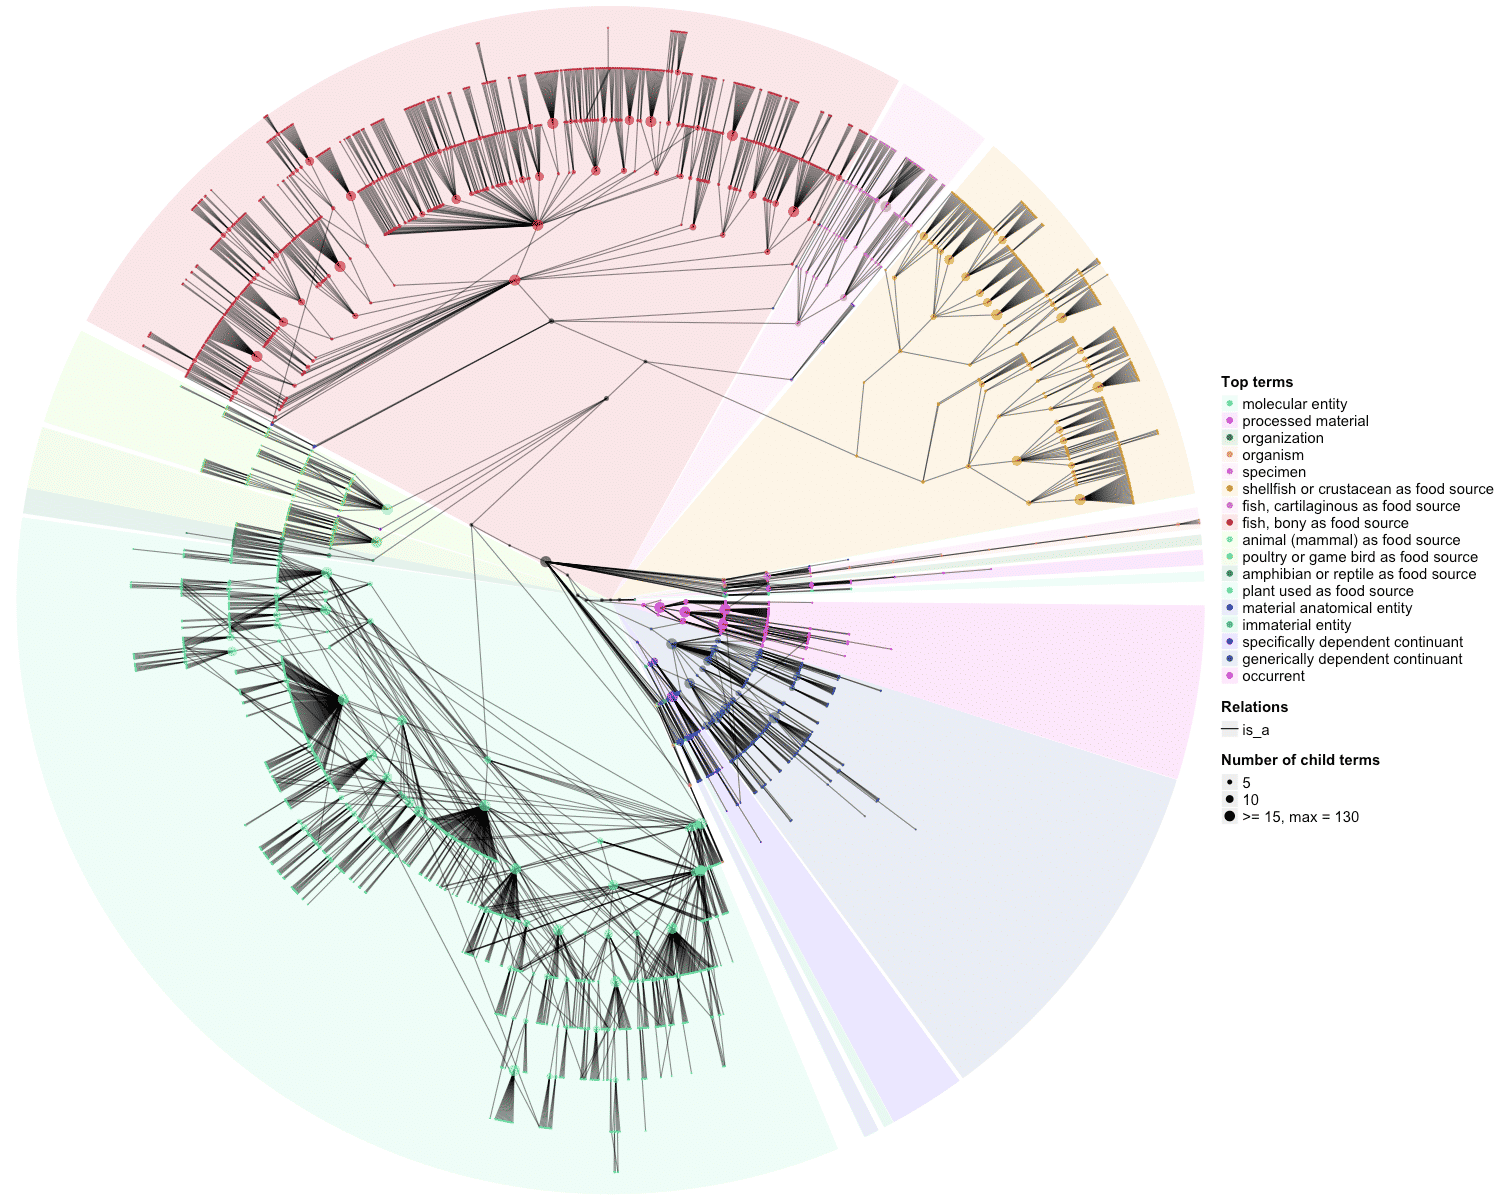 Top terms
molecular entity
processed material
organization
organism
specimen
shellfish or crustacean as food source
fish, cartilaginous as food source
fish, bony as food source
animal (mammal) as food source
poultry or game bird as food source
amphibian or reptile as food source
plant used as food source
material anatomical entity
immaterial entity
specifically dependent continuant
generically dependent continuant
occurrent
Relations
is_a
Number of child terms
5
10
>= 15, max = 130